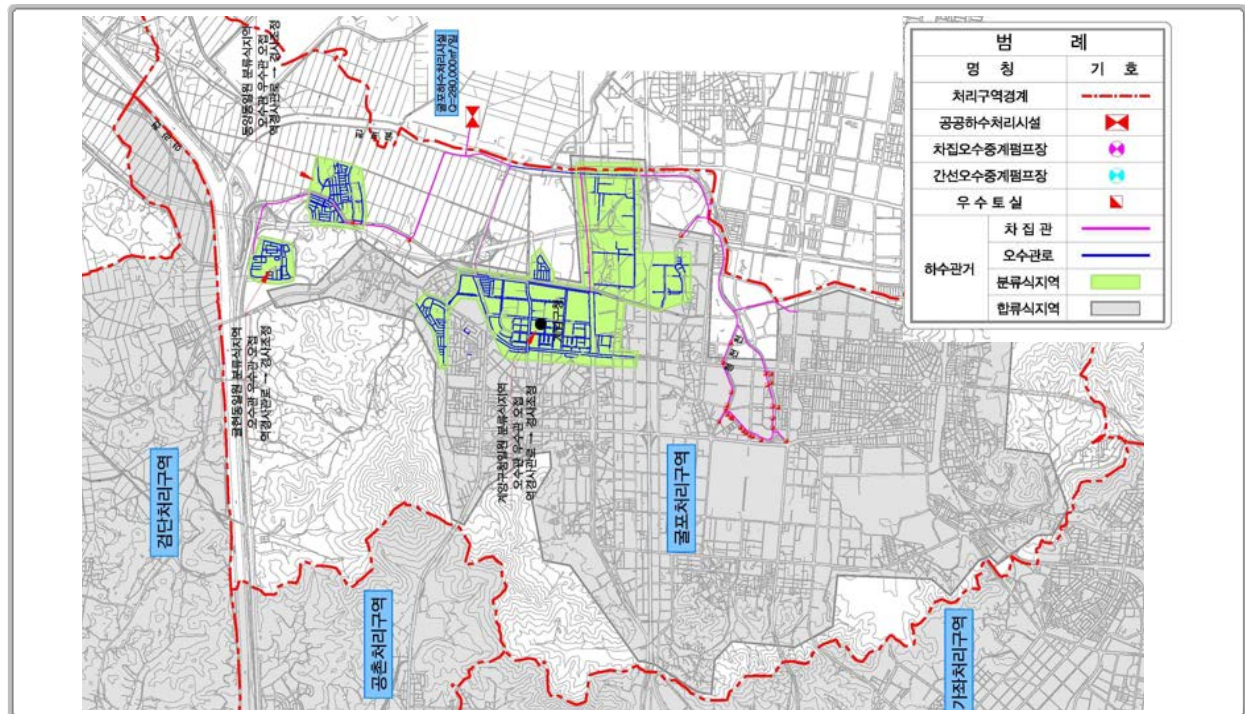 범 례
명 칭 기 호
처리구역경계
공공하수처리시설
차집오수중계펌프장
간선오수중계펌프장
우 수 토 실
하수관거
차 집 관
오수관로
분류식지역
합류식지역
굴포하수처리시설
Q=280,000㎥/일
동양동일원 분류식지역
오수관 우수관 오접
역경사관로 → 경사조정
귤현동일원 분류식지역
오수관 우수관 오접
역경사관로 → 경사조정
계양구청일원 분류식지역
오수관 우수관 오접
역경사관로 → 경사조정
검단처리구역
공촌처리구역
굴포처리구역
가좌처리구역